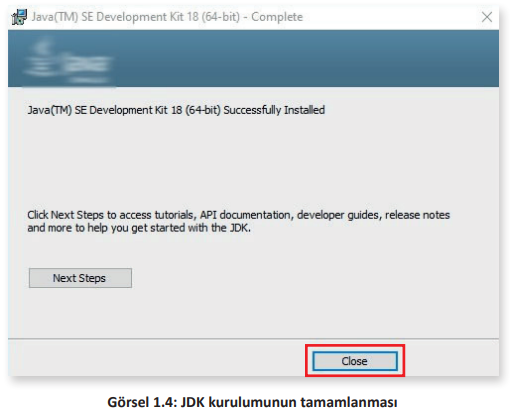 Java(TM) SE Development Kit 18 (64-bit) - Complete
Java(TM) SE Development Kit 18 (64-bit) Successfully Installed
Click Next Steps to access tutorials, API documentation, developer guides, release notes
and more to help you get started with the JDK.
Next Steps
Close
Görsel 1.4: JDK kurulumunun tamamlanması